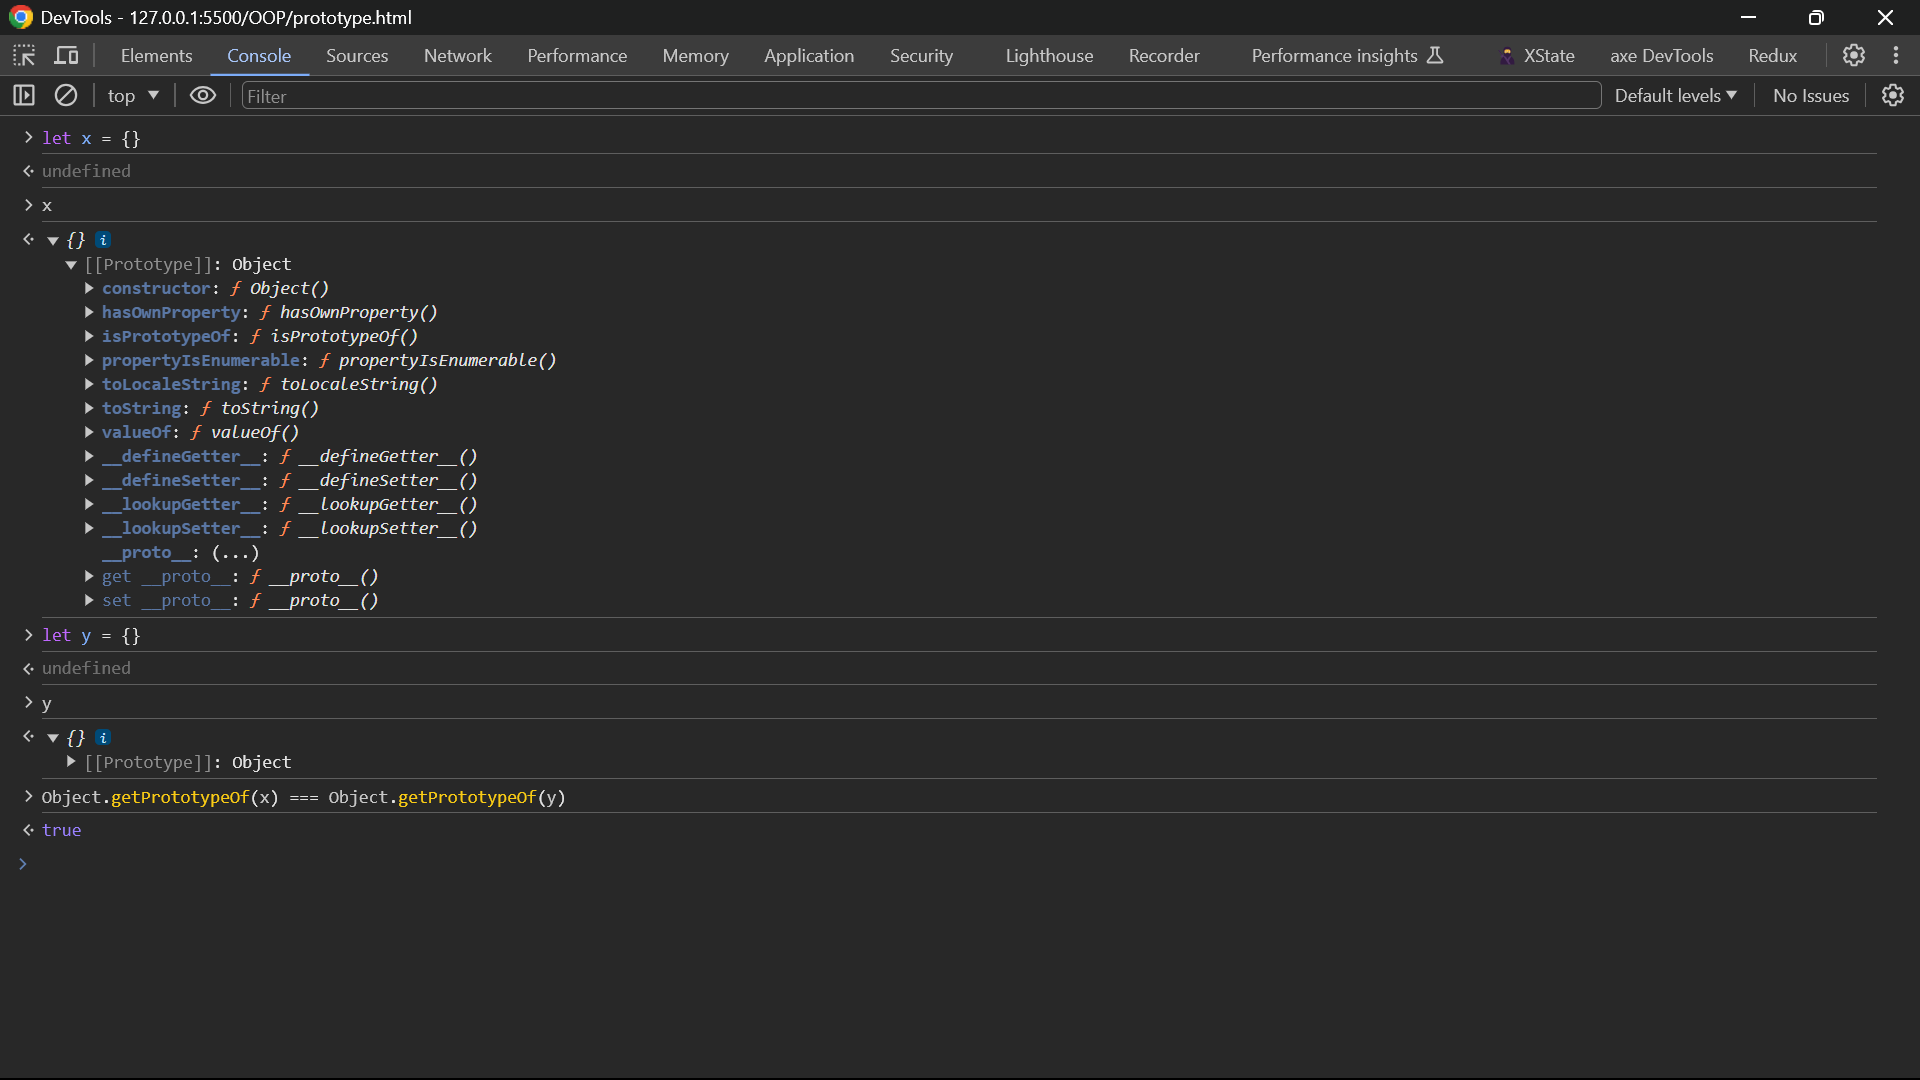 DevTools - 127.0.0.1:5500/OOP/prototype.html
Elements Console Sources Network Performance Memory Application Security Lighthouse Recorder Performance insights XState axe DevTools Redux
top Filter Default levels No Issues
> let x = {}
undefined
> x
{} i
[[Prototype]]: Object
constructor: ƒ Object()
hasOwnProperty: ƒ hasOwnProperty()
isPrototypeOf: ƒ isPrototypeOf()
propertyIsEnumerable: ƒ propertyIsEnumerable()
toLocaleString: ƒ toLocaleString()
toString: ƒ toString()
valueOf: ƒ valueOf()
__defineGetter__: ƒ __defineGetter__()
__defineSetter__: ƒ __defineSetter__()
__lookupGetter__: ƒ __lookupGetter__()
__lookupSetter__: ƒ __lookupSetter__()
__proto__: (...)
get __proto__: ƒ __proto__()
set __proto__: ƒ __proto__()
> let y = {}
undefined
> y
{} i
[[Prototype]]: Object
> Object.getPrototypeOf(x) === Object.getPrototypeOf(y)
true
>